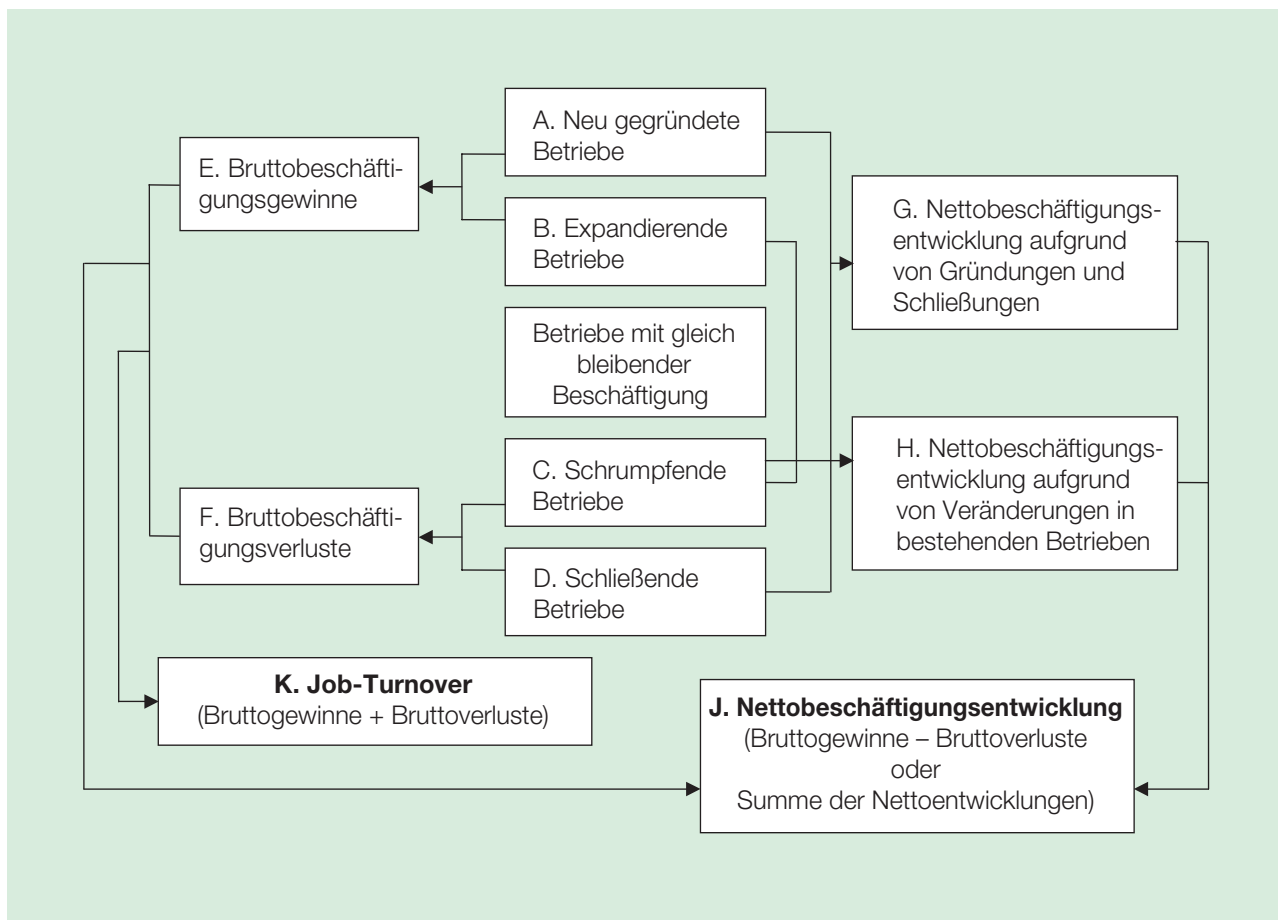 A. Neu gegründete
Betriebe
E. Bruttobeschäfti-
gungsgewinne
B. Expandierende
Betriebe
G. Nettobeschäftigungs-
entwicklung aufgrund
von Gründungen und
Schließungen
Betriebe mit gleich
bleibender
Beschäftigung
C. Schrumpfende
Betriebe
H. Nettobeschäftigungs-
entwicklung aufgrund
von Veränderungen in
bestehenden Betrieben
F. Bruttobeschäfti-
gungsverluste
D. Schließende
Betriebe
K. Job-Turnover
(Bruttogewinne + Bruttoverluste)
J. Nettobeschäftigungsentwicklung
(Bruttogewinne – Bruttoverluste
oder
Summe der Nettoentwicklungen)